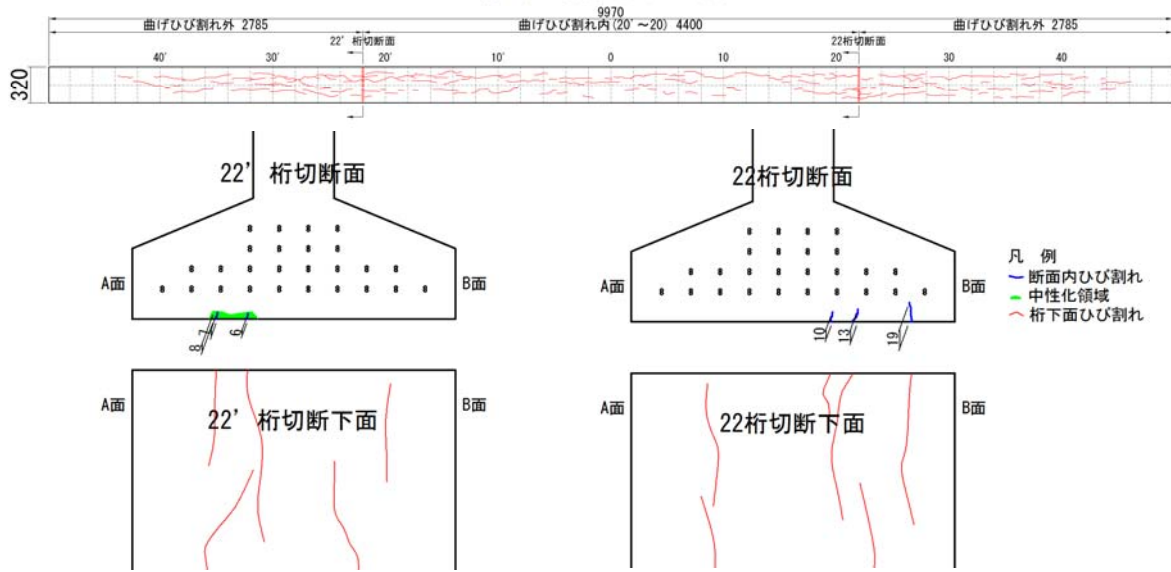 9970
曲げひび割れ外 2785
曲げひび割れ内(20'～20) 4400
曲げひび割れ外 2785
22' 桁切断面
22桁切断面
40'
30'
20'
10'
0
10
20
30
40
320
22' 桁切断面
A面
B面
8
7
6
22桁切断面
A面
B面
10
13
19
凡 例
断面内ひび割れ
中性化領域
桁下面ひび割れ
A面
22' 桁切断下面
B面
A面
22桁切断下面
B面